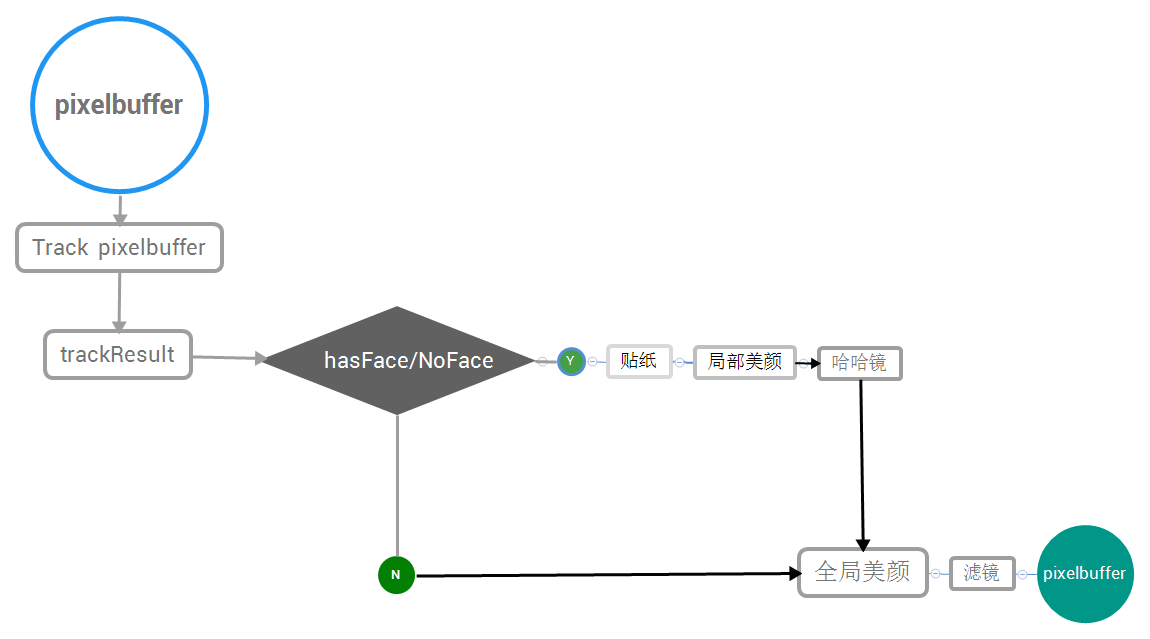 pixelbuffer
Track pixelbuffer
trackResult
hasFace/NoFace
Y
贴纸
局部美颜
哈哈镜
N
全局美颜
滤镜
pixelbuffer